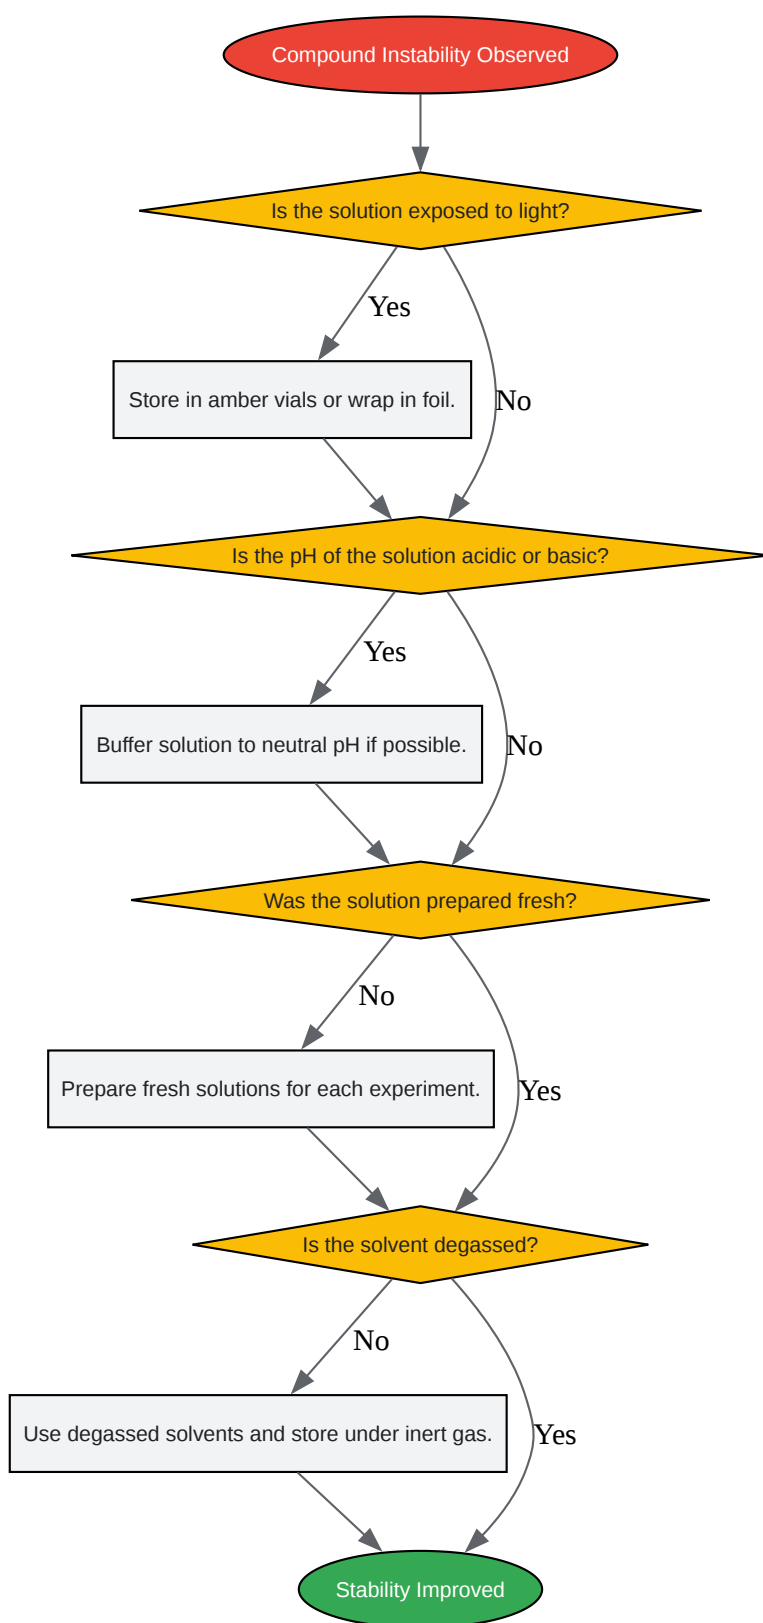 Compound Instability Observed
Is the solution exposed to light?
Yes
Store in amber vials or wrap in foil.
No
Is the pH of the solution acidic or basic?
Yes
Buffer solution to neutral pH if possible.
No
Was the solution prepared fresh?
No
Prepare fresh solutions for each experiment.
Yes
Is the solvent degassed?
No
Use degassed solvents and store under inert gas.
Yes
Stability Improved